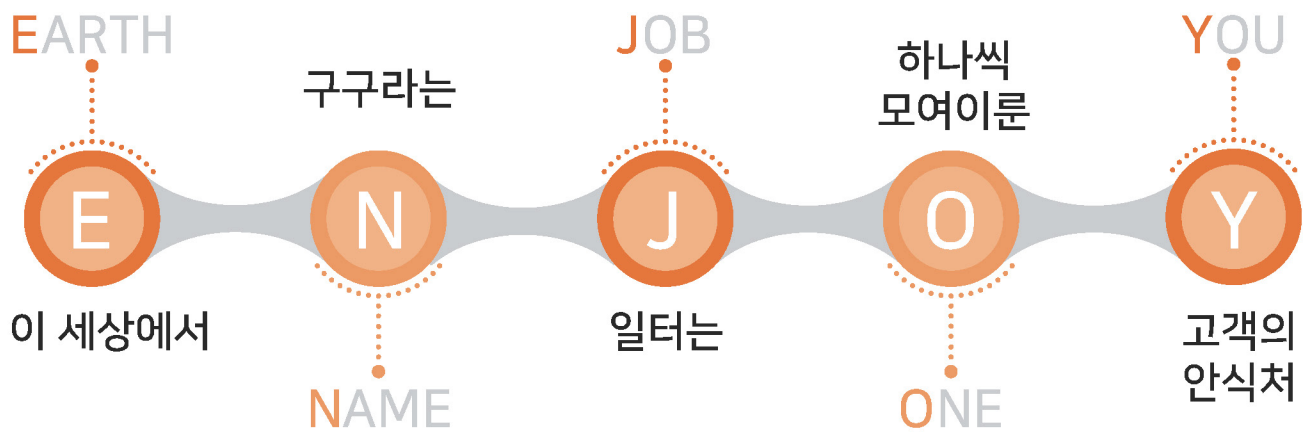 EARTH
E
이 세상에서
구구라는
N
NAME
JOB
J
일터는
하나씩
모여이룬
O
ONE
YOU
Y
고객의
안식처